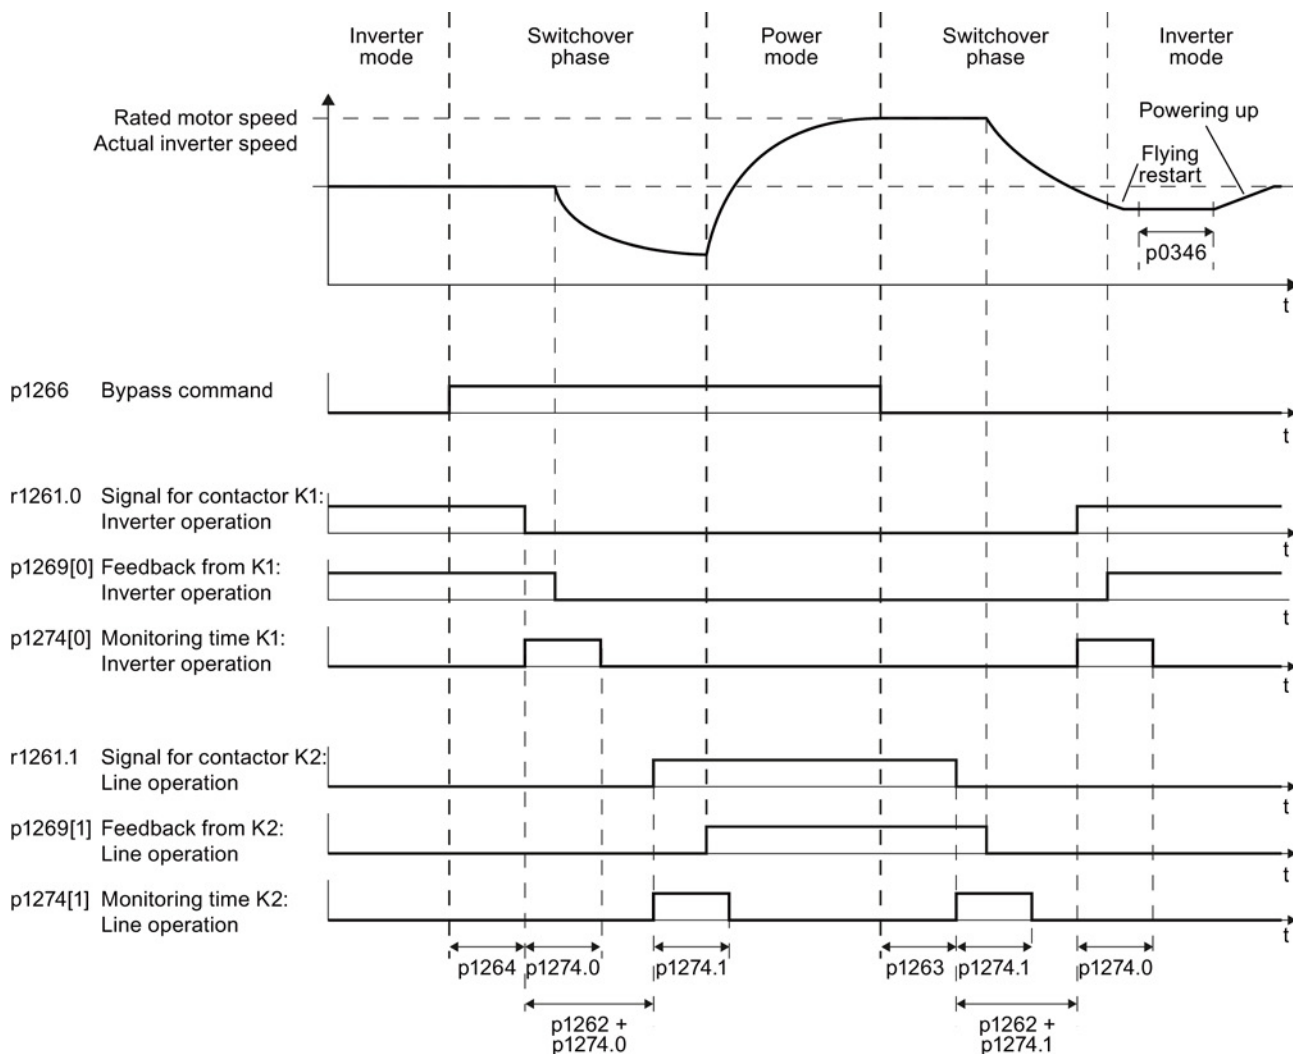 Inverter mode
Switchover phase
Power mode
Switchover phase
Inverter mode
Rated motor speed
Actual inverter speed
Powering up
Flying restart
p0346
t
p1266 Bypass command
t
r1261.0 Signal for contactor K1:
Inverter operation
t
p1269[0] Feedback from K1:
Inverter operation
t
p1274[0] Monitoring time K1:
Inverter operation
t
r1261.1 Signal for contactor K2:
Line operation
t
p1269[1] Feedback from K2:
Line operation
t
p1274[1] Monitoring time K2:
Line operation
t
p1264 p1274.0 p1274.1 p1263 p1274.1 p1274.0
p1262 + p1274.0
p1262 + p1274.1